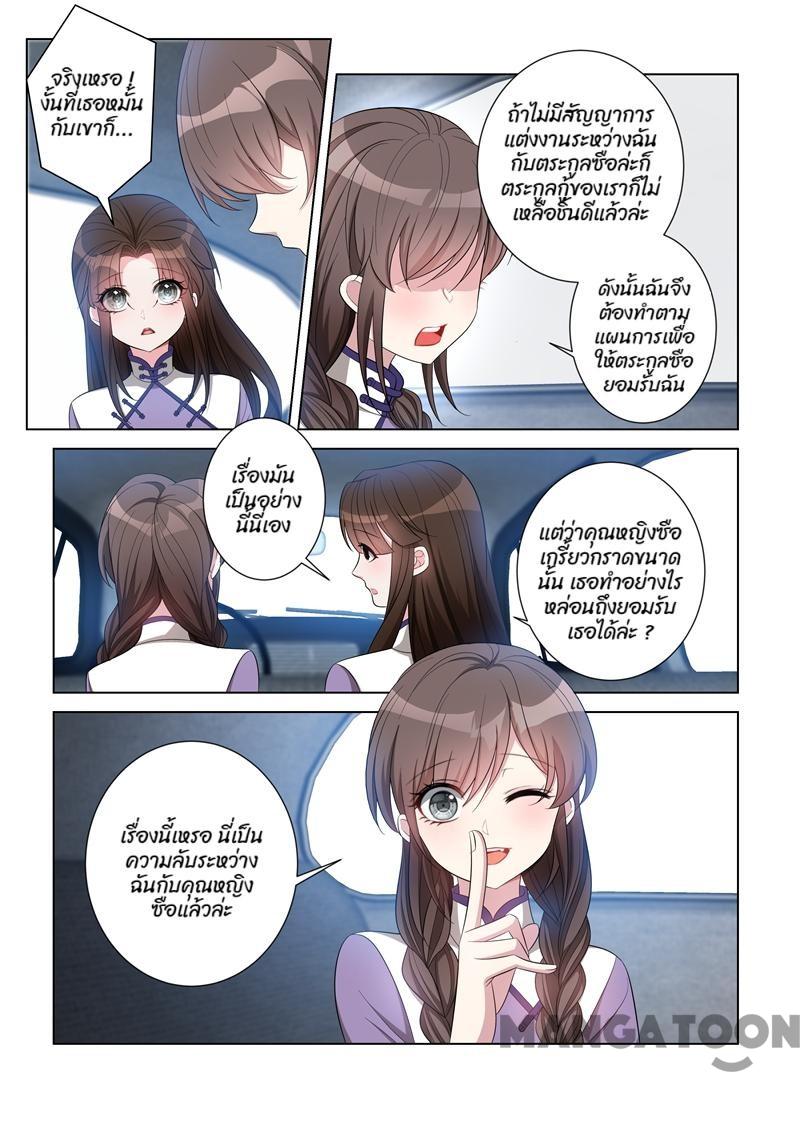 จริงเหรอ !
งั้นที่เธอหมั้น
กับเขาก็...
ถ้าไม่มีสัญญาการ
แต่งงานระหว่างฉัน
กับตระกูลซือล่ะก็
ตระกูลกู้ของเราก็ไม่
เหลือชิ้นดีแล้วล่ะ
ดังนั้นฉันจึง
ต้องทำตาม
แผนการเพื่อ
ให้ตระกูลซือ
ยอมรับฉัน
เรื่องมัน
เป็นอย่าง
นี้นี่เอง
แต่ว่าคุณหญิงซือ
เกรี้ยวกราดขนาด
นั้น เธอทำอย่างไร
หล่อนถึงยอมรับ
เธอได้ล่ะ ?
เรื่องนี้เหรอ นี่เป็น
ความลับระหว่าง
ฉันกับคุณหญิง
ซือแล้วล่ะ
MANGATOON